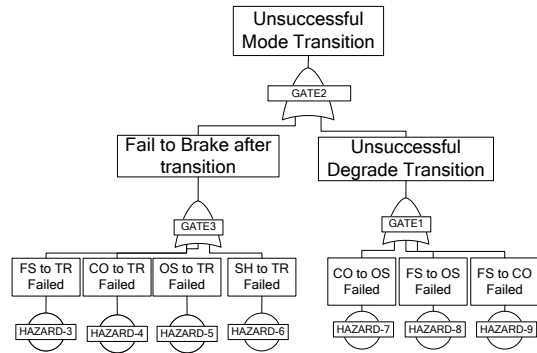 Unsuccessful
Mode Transition
GATE2
Fail to Brake after
transition
Unsuccessful
Degrade Transition
GATE3
GATE1
FS to TR
Failed
CO to TR
Failed
OS to TR
Failed
SH to TR
Failed
CO to OS
Failed
FS to OS
Failed
FS to CO
Failed
HAZARD-3
HAZARD-4
HAZARD-5
HAZARD-6
HAZARD-7
HAZARD-8
HAZARD-9